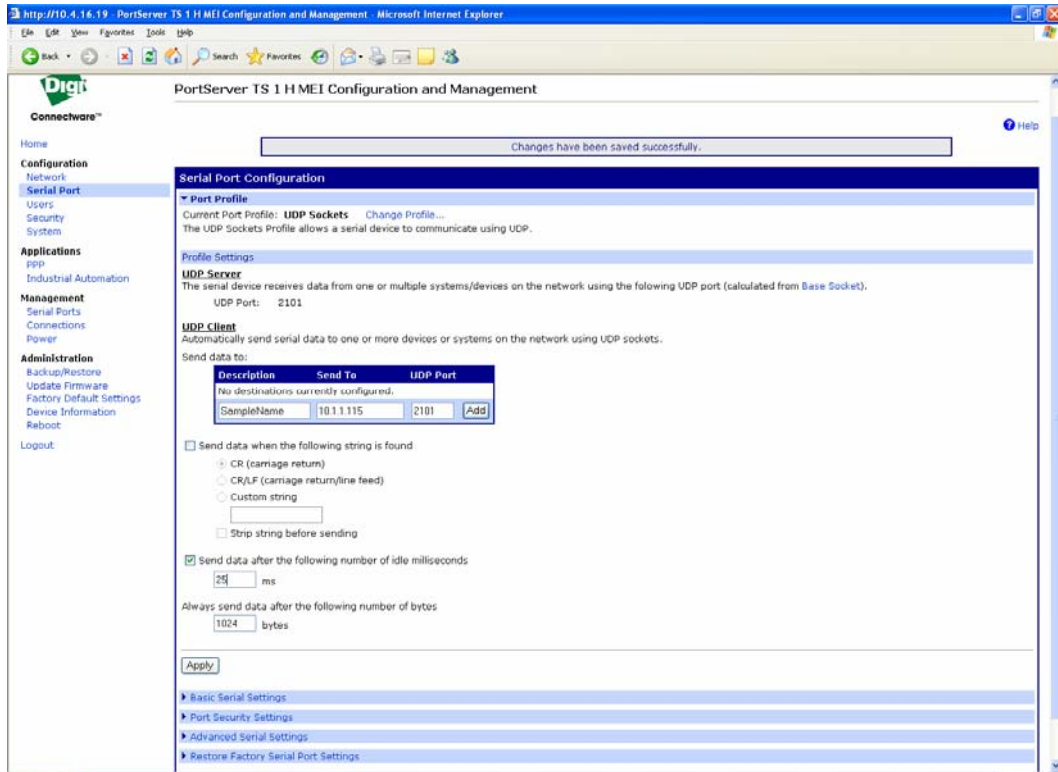 http://10.4.16.19 - PortServer TS 1 H MEI Configuration and Management - Microsoft Internet Explorer
File Edit View Favorites Tools Help
Back Search Favorites
Digi
Connectware™
PortServer TS 1 H MEI Configuration and Management
Help
Changes have been saved successfully.
Home
Configuration
Network
Serial Port
Users
Security
System
Applications
PPP
Industrial Automation
Management
Serial Ports
Connections
Power
Administration
Backup/Restore
Update Firmware
Factory Default Settings
Device Information
Reboot
Logout
Serial Port Configuration
Port Profile
Current Port Profile: UDP Sockets Change Profile...
The UDP Sockets Profile allows a serial device to communicate using UDP.
Profile Settings
UDP Server
The serial device receives data from one or multiple systems/devices on the network using the folowing UDP port (calculated from Base Socket).
UDP Port: 2101
UDP Client
Automatically send serial data to one or more devices or systems on the network using UDP sockets.
Send data to:
Description Send To UDP Port
No destinations currently configured.
SampleName 10.1.1.115 2101 Add
Send data when the following string is found
CR (carriage return)
CR/LF (carriage return/line feed)
Custom string
Strip string before sending
Send data after the following number of idle milliseconds
25 ms
Always send data after the following number of bytes
1024 bytes
Apply
Basic Serial Settings
Port Security Settings
Advanced Serial Settings
Restore Factory Serial Port Settings